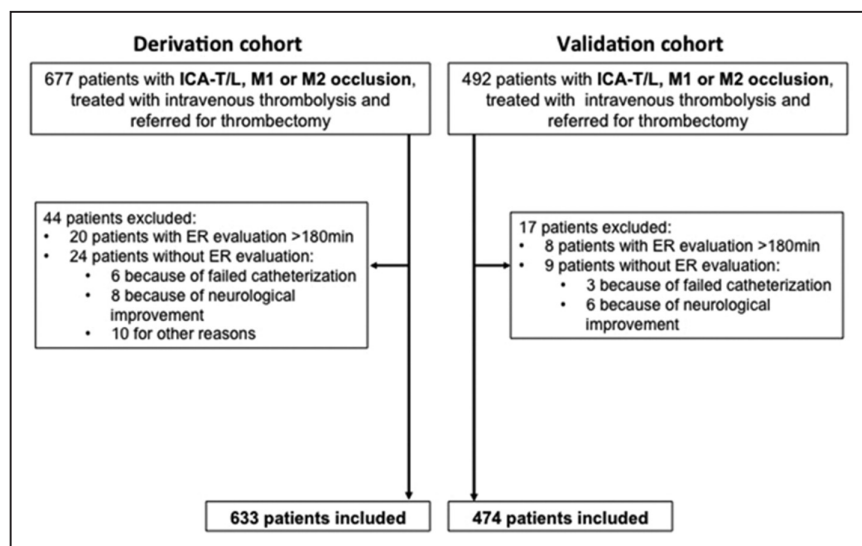 Derivation cohort
677 patients with ICA-T/L, M1 or M2 occlusion,
treated with intravenous thrombolysis and
referred for thrombectomy
44 patients excluded:
• 20 patients with ER evaluation >180min
• 24 patients without ER evaluation:
• 6 because of failed catheterization
• 8 because of neurological
improvement
• 10 for other reasons
633 patients included
Validation cohort
492 patients with ICA-T/L, M1 or M2 occlusion,
treated with intravenous thrombolysis and
referred for thrombectomy
17 patients excluded:
• 8 patients with ER evaluation >180min
• 9 patients without ER evaluation:
• 3 because of failed catheterization
• 6 because of neurological
improvement
474 patients included